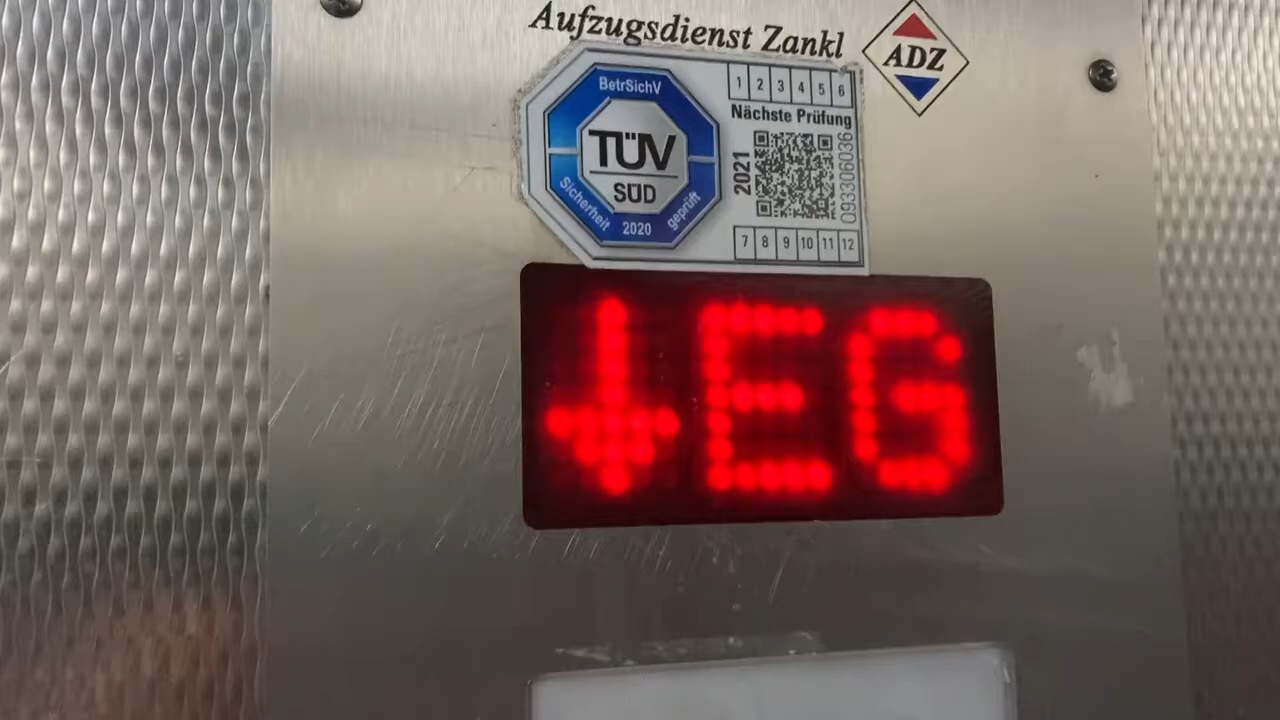 Aufzugsdienst Zankl
ADZ
BetrSichV
TÜV
SÜD
Sicherheit 2020 geprüft
1 2 3 4 5 6
Nächste Prüfung
2021
093306036
7 8 9 10 11 12
↓EG